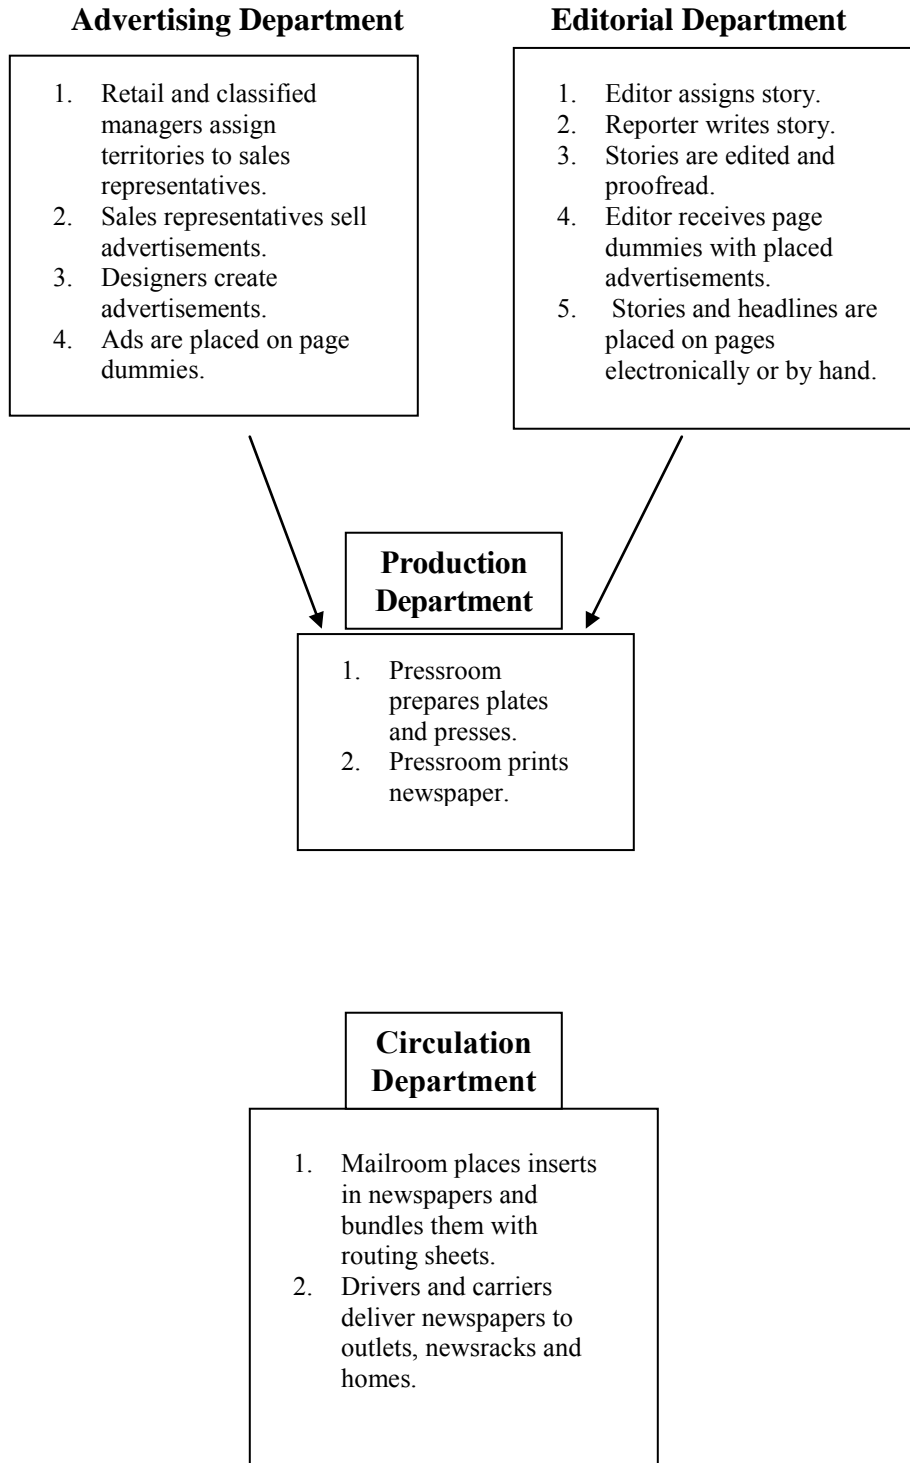 Advertising Department
1. Retail and classified
managers assign
territories to sales
representatives.
2. Sales representatives sell
advertisements.
3. Designers create
advertisements.
4. Ads are placed on page
dummies.
Editorial Department
1. Editor assigns story.
2. Reporter writes story.
3. Stories are edited and
proofread.
4. Editor receives page
dummies with placed
advertisements.
5. Stories and headlines are
placed on pages
electronically or by hand.
Production
Department
1. Pressroom
prepares plates
and presses.
2. Pressroom prints
newspaper.
Circulation
Department
1. Mailroom places inserts
in newspapers and
bundles them with
routing sheets.
2. Drivers and carriers
deliver newspapers to
outlets, newsracks and
homes.